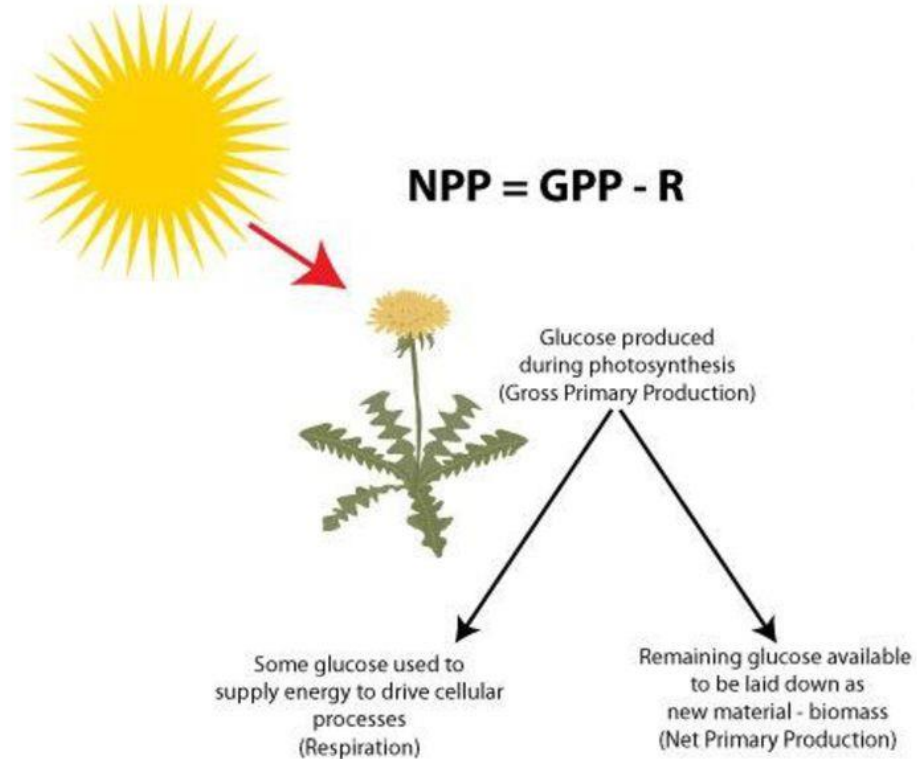 NPP = GPP - R
Glucose produced
during photosynthesis
(Gross Primary Production)
Some glucose used to
supply energy to drive cellular
processes
(Respiration)
Remaining glucose available
to be laid down as
new material - biomass
(Net Primary Production)